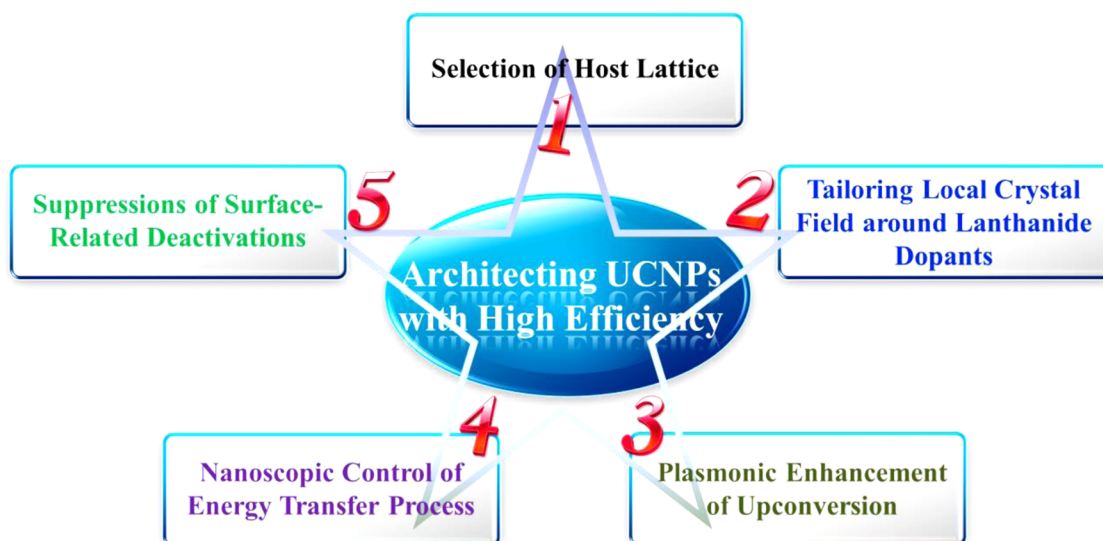 Selection of Host Lattice
1
2
Tailoring Local Crystal
Field around Lanthanide
Dopants
3
Plasmonic Enhancement
of Upconversion
4
Nanoscopic Control of
Energy Transfer Process
5
Suppressions of Surface-
Related Deactivations
Architecting UCNPs
with High Efficiency